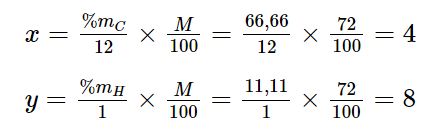 x = %m_C/12 × M/100 = 66,66/12 × 72/100 = 4
y = %m_H/1 × M/100 = 11,11/1 × 72/100 = 8